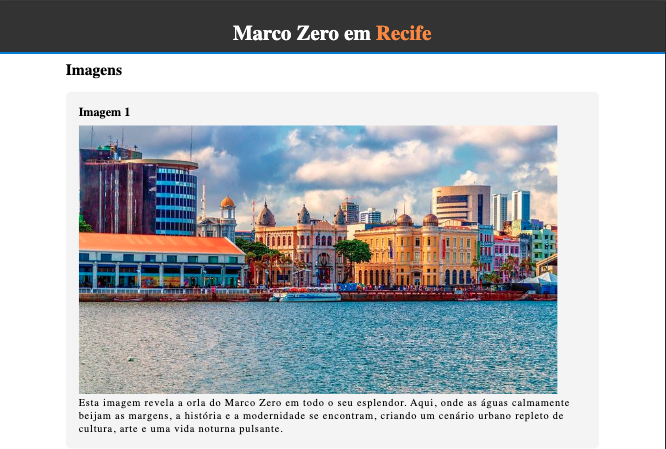 Marco Zero em Recife
Imagens
Imagem 1
Esta imagem revela a orla do Marco Zero em todo o seu esplendor. Aqui, onde as águas calmamente
beijam as margens, a história e a modernidade se encontram, criando um cenário urbano repleto de
cultura, arte e uma vida noturna pulsante.